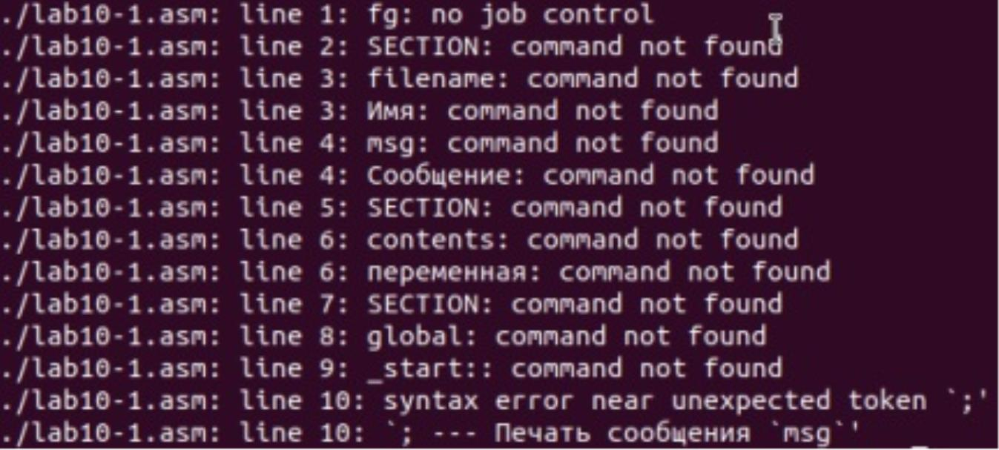 ./lab10-1.asm: line 1: fg: no job control
./lab10-1.asm: line 2: SECTION: command not found
./lab10-1.asm: line 3: filename: command not found
./lab10-1.asm: line 3: Имя: command not found
./lab10-1.asm: line 4: msg: command not found
./lab10-1.asm: line 4: Сообщение: command not found
./lab10-1.asm: line 5: SECTION: command not found
./lab10-1.asm: line 6: contents: command not found
./lab10-1.asm: line 6: переменная: command not found
./lab10-1.asm: line 7: SECTION: command not found
./lab10-1.asm: line 8: global: command not found
./lab10-1.asm: line 9: _start:: command not found
./lab10-1.asm: line 10: syntax error near unexpected token `;'
./lab10-1.asm: line 10: `; --- Печать сообщения `msg`'